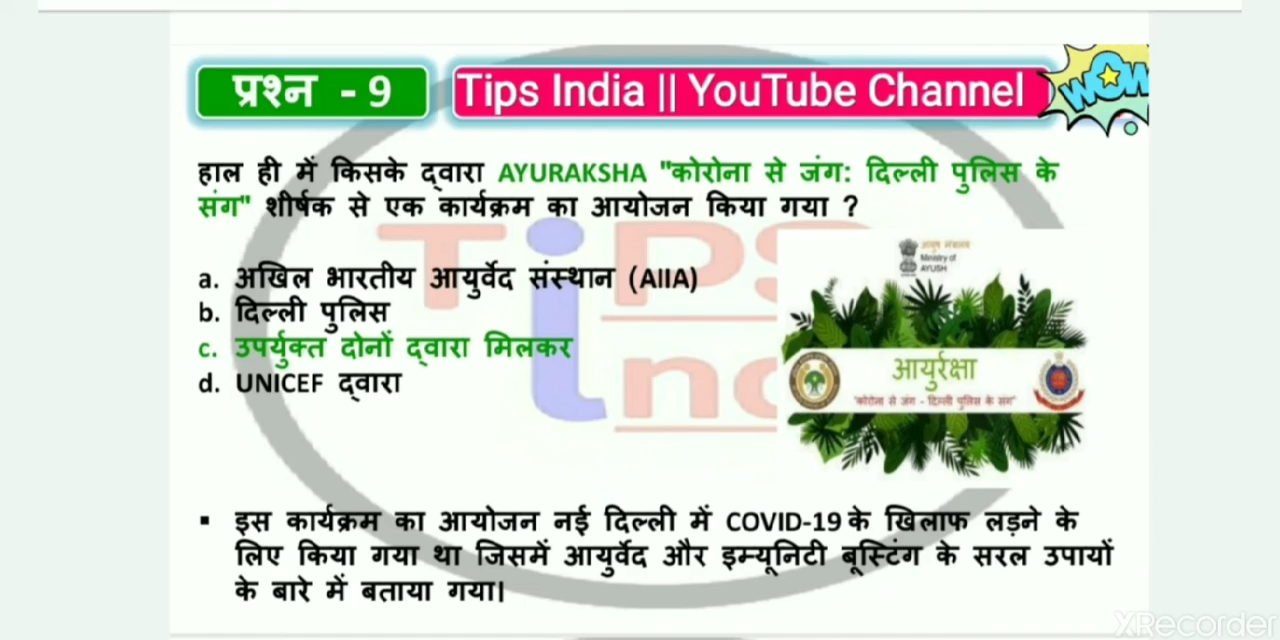 प्रश्न - 9
Tips India || YouTube Channel
WOW
हाल ही में किसके द्वारा AYURAKSHA "कोरोना से जंग: दिल्ली पुलिस के
संग" शीर्षक से एक कार्यक्रम का आयोजन किया गया ?
a. अखिल भारतीय आयुर्वेद संस्थान (AIIA)
b. दिल्ली पुलिस
c. उपर्युक्त दोनों द्वारा मिलकर
d. UNICEF द्वारा
आयुष मंत्रालय
Ministry of
AYUSH
आयुर्रक्षा
"कोरोना से जंग - दिल्ली पुलिस के संग"
▪ इस कार्यक्रम का आयोजन नई दिल्ली में COVID-19 के खिलाफ लड़ने के
लिए किया गया था जिसमें आयुर्वेद और इम्यूनिटी बूस्टिंग के सरल उपायों
के बारे में बताया गया।
XRecorder